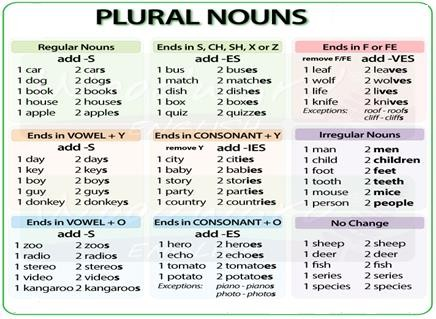 PLURAL NOUNS
Regular Nouns
add -S
1 car 2 cars
1 dog 2 dogs
1 book 2 books
1 house 2 houses
1 apple 2 apples
Ends in S, CH, SH, X or Z
add -ES
1 bus 2 buses
1 match 2 matches
1 dish 2 dishes
1 box 2 boxes
1 quiz 2 quizzes
Ends in F or FE
remove F/FE add -VES
1 leaf 2 leaves
1 wolf 2 wolves
1 life 2 lives
1 knife 2 knives
Exceptions: roof - roofs
cliff - cliffs
Ends in VOWEL + Y
add -S
1 day 2 days
1 key 2 keys
1 boy 2 boys
1 guy 2 guys
1 donkey 2 donkeys
Ends in CONSONANT + Y
remove Y add -IES
1 city 2 cities
1 baby 2 babies
1 story 2 stories
1 party 2 parties
1 country 2 countries
Irregular Nouns
1 man 2 men
1 child 2 children
1 foot 2 feet
1 tooth 2 teeth
1 mouse 2 mice
1 person 2 people
Ends in VOWEL + O
add -S
1 zoo 2 zoos
1 radio 2 radios
1 stereo 2 stereos
1 video 2 videos
1 kangaroo 2 kangaroos
Ends in CONSONANT + O
add -ES
1 hero 2 heroes
1 echo 2 echoes
1 tomato 2 tomatoes
1 potato 2 potatoes
Exceptions: piano - pianos
photo - photos
No Change
1 sheep 2 sheep
1 deer 2 deer
1 fish 2 fish
1 series 2 series
1 species 2 species